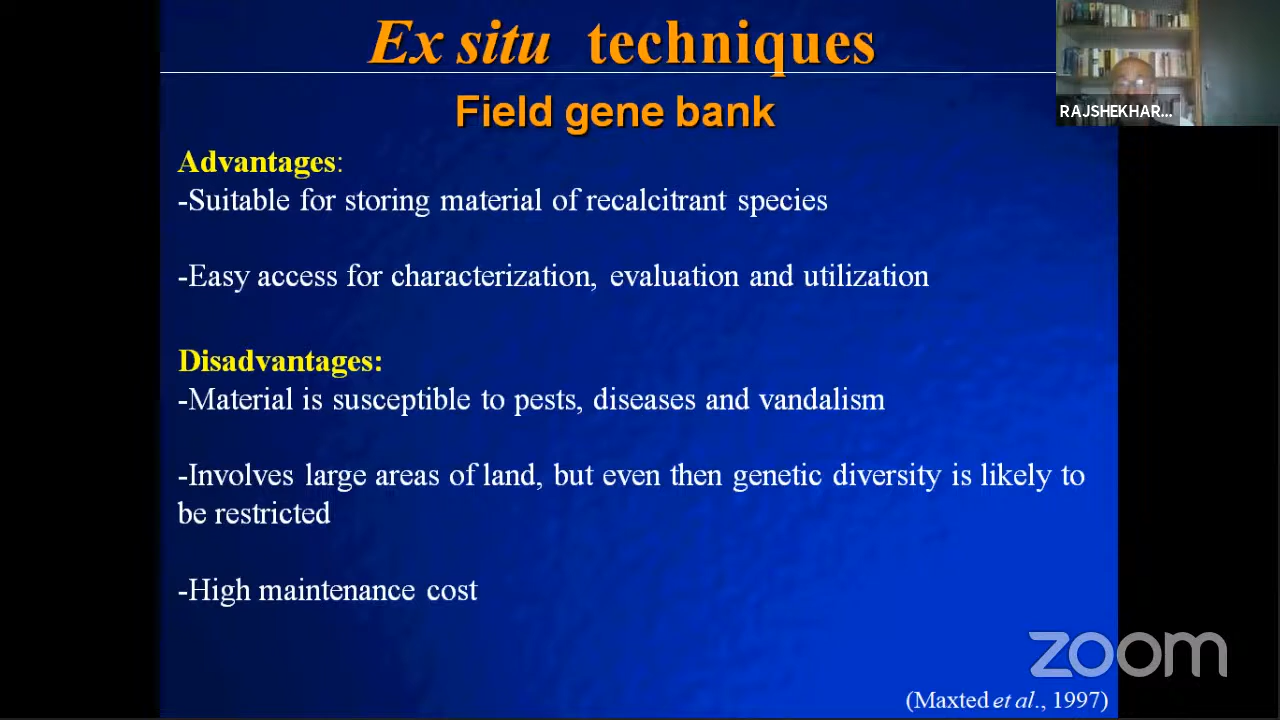 Ex situ techniques
RAJSHEKHAR...
Field gene bank
Advantages:
-Suitable for storing material of recalcitrant species
-Easy access for characterization, evaluation and utilization
Disadvantages:
-Material is susceptible to pests, diseases and vandalism
-Involves large areas of land, but even then genetic diversity is likely to
be restricted
-High maintenance cost
zoom
(Maxted et al., 1997)